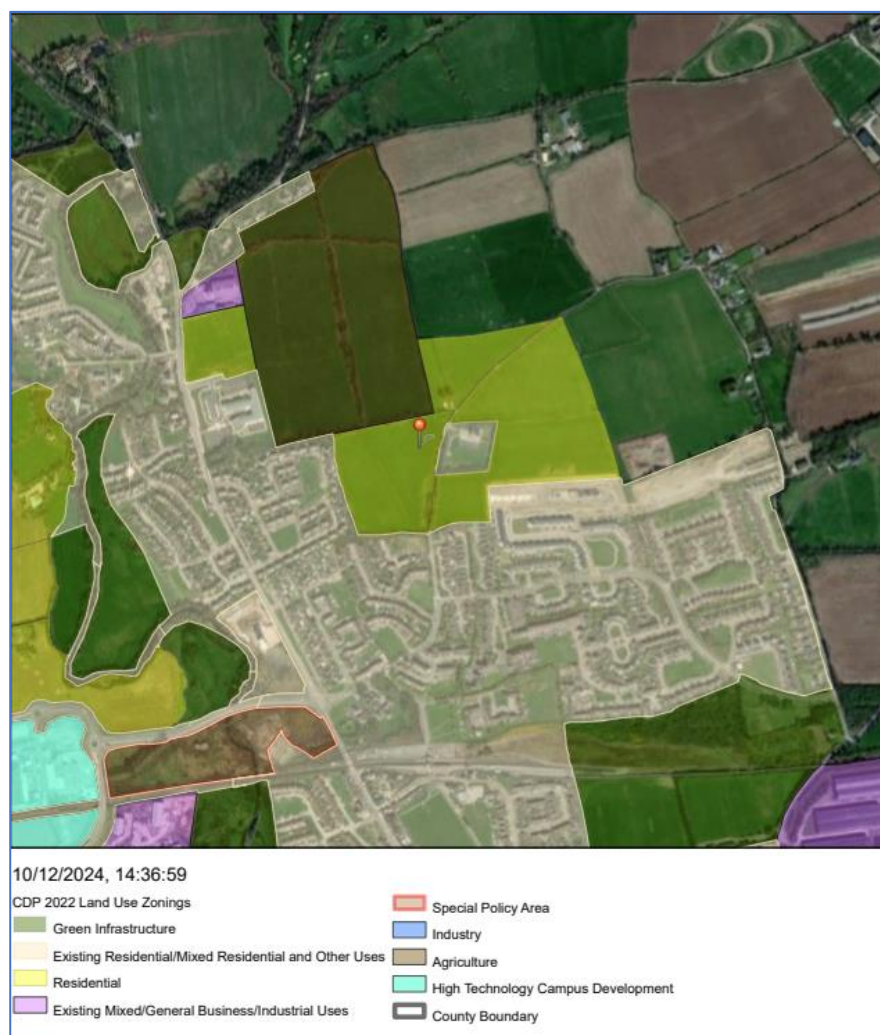 10/12/2024, 14:36:59
CDP 2022 Land Use Zonings
Green Infrastructure
Existing Residential/Mixed Residential and Other Uses
Residential
Existing Mixed/General Business/Industrial Uses
Special Policy Area
Industry
Agriculture
High Technology Campus Development
County Boundary